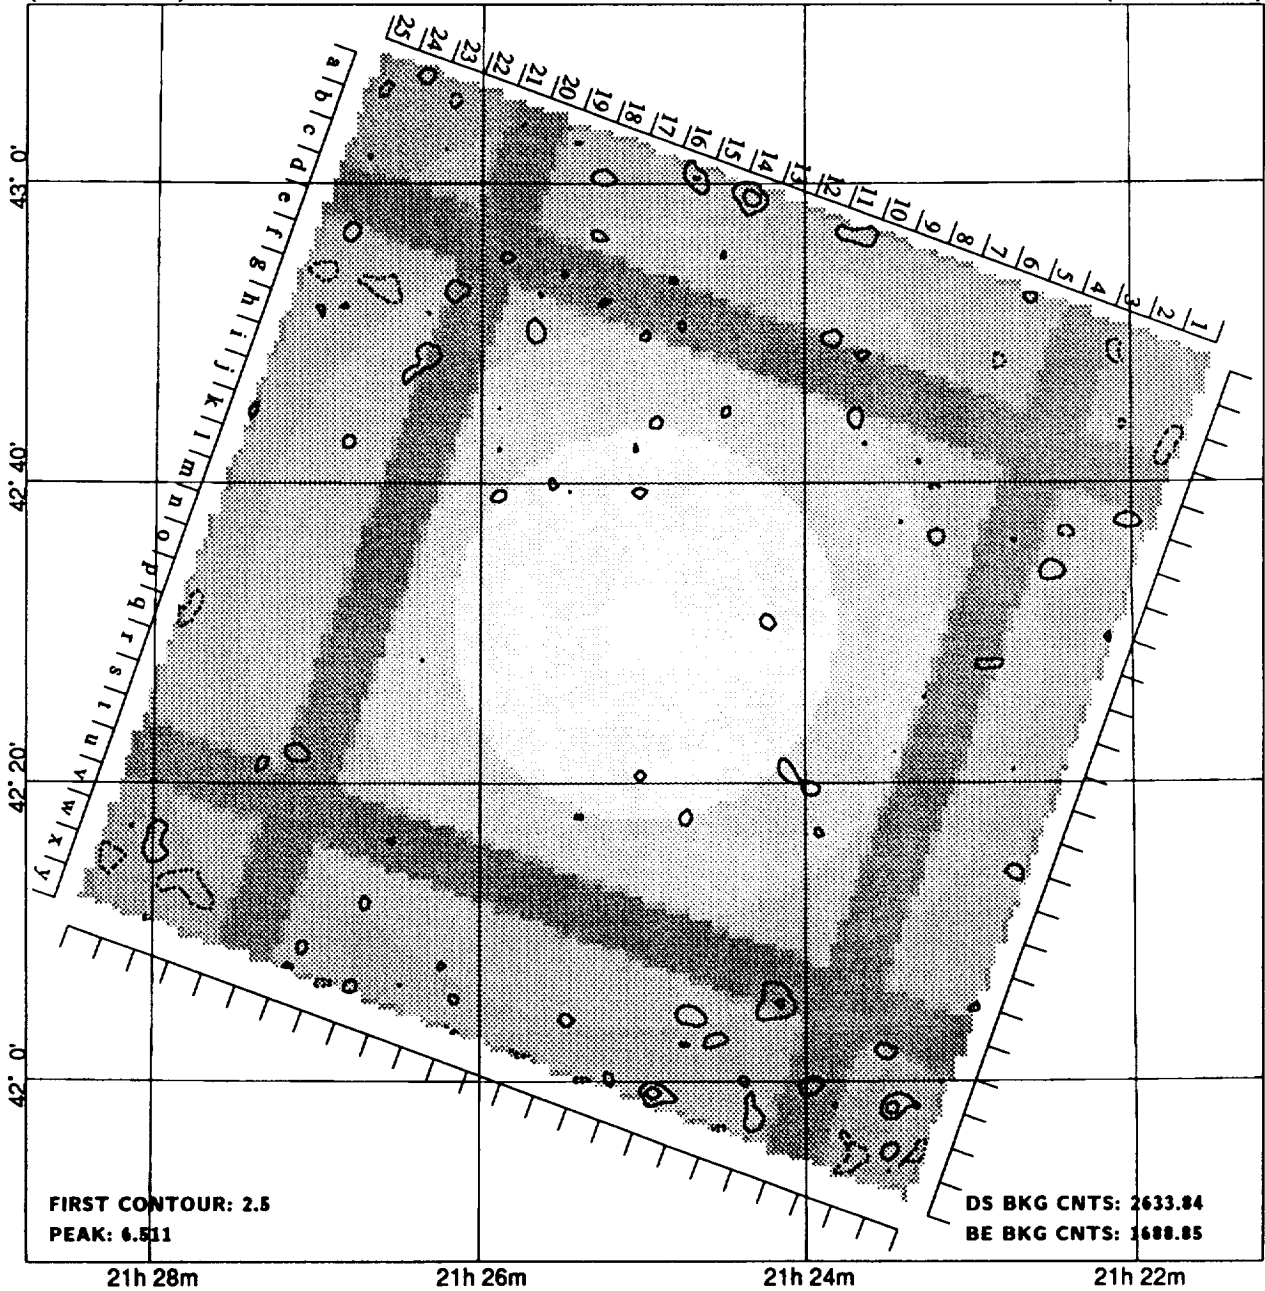 25 24 23 22 21 20 19 18 17 16 15 14 13 12 11 10 9 8 7 6 5 4 3 2 1
a b c d e f g h i j k l m n o p q r s t u v w x y
43° 0'
42° 40'
42° 20'
42° 0'
FIRST CONTOUR: 2.5
PEAK: 6.511
DS BKG CNTS: 2633.84
BE BKG CNTS: 1688.85
21h 28m 21h 26m 21h 24m 21h 22m